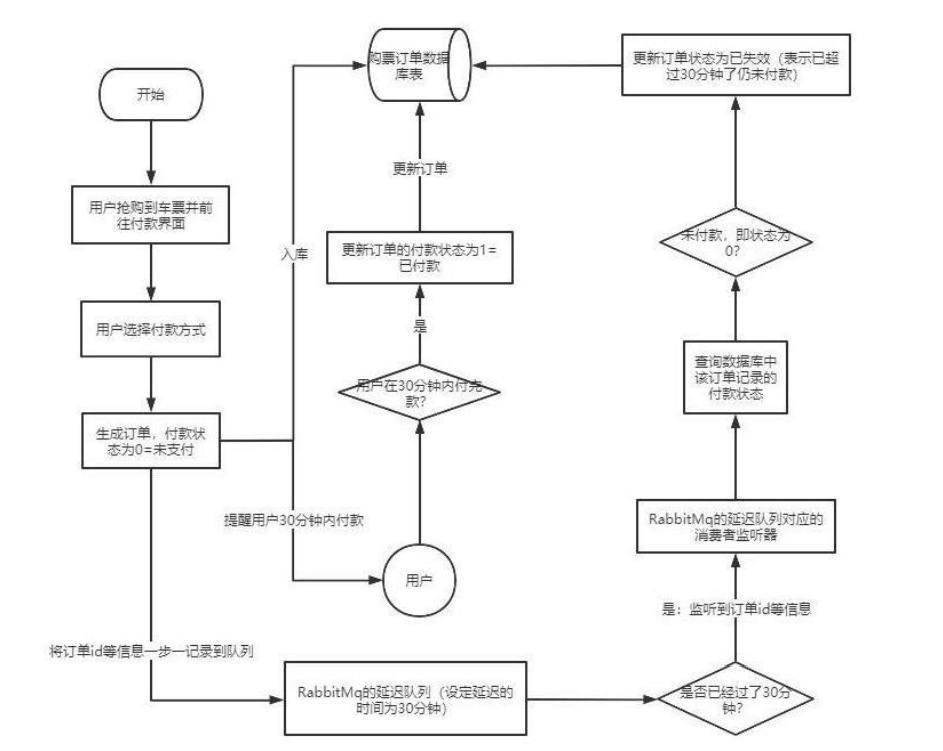 开始
用户抢购到车票并前
往付款界面
用户选择付款方式
生成订单，付款状
态为0=未支付
入库
提醒用户30分钟内付款
将订单id等信息一步一记录到队列
购票订单数据
库表
更新订单
更新订单的付款状态为1=
已付款
是
用户在30分钟内付完
款?
用户
RabbitMq的延迟队列（设定延迟的
时间为30分钟）
是否已经过了30分
钟?
是：监听到订单id等信息
RabbitMq的延迟队列对应的
消费者监听器
查询数据库中
该订单记录的
付款状态
未付款，即状态为
0?
更新订单状态为已失效（表示已超
过30分钟了仍未付款）